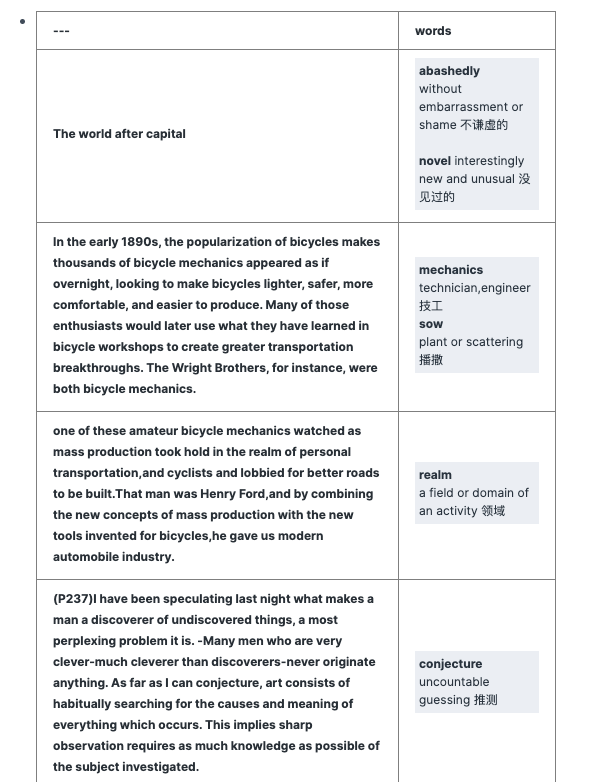 ---
words
The world after capital
abashedly
without
embarrassment or
shame 不谦虚的
novel interestingly
new and unusual 没
见过的
In the early 1890s, the popularization of bicycles makes
thousands of bicycle mechanics appeared as if
overnight, looking to make bicycles lighter, safer, more
comfortable, and easier to produce. Many of those
enthusiasts would later use what they have learned in
bicycle workshops to create greater transportation
breakthroughs. The Wright Brothers, for instance, were
both bicycle mechanics.
mechanics
technician,engineer
技工
sow
plant or scattering
播撒
one of these amateur bicycle mechanics watched as
mass production took hold in the realm of personal
transportation,and cyclists and lobbied for better roads
to be built.That man was Henry Ford,and by combining
the new concepts of mass production with the new
tools invented for bicycles,he gave us modern
automobile industry.
realm
a field or domain of
an activity 领域
(P237)I have been speculating last night what makes a
man a discoverer of undiscovered things, a most
perplexing problem it is. -Many men who are very
clever-much cleverer than discoverers-never originate
anything. As far as I can conjecture, art consists of
habitually searching for the causes and meaning of
everything which occurs. This implies sharp
observation requires as much knowledge as possible of
the subject investigated.
conjecture
uncountable
guessing 推测